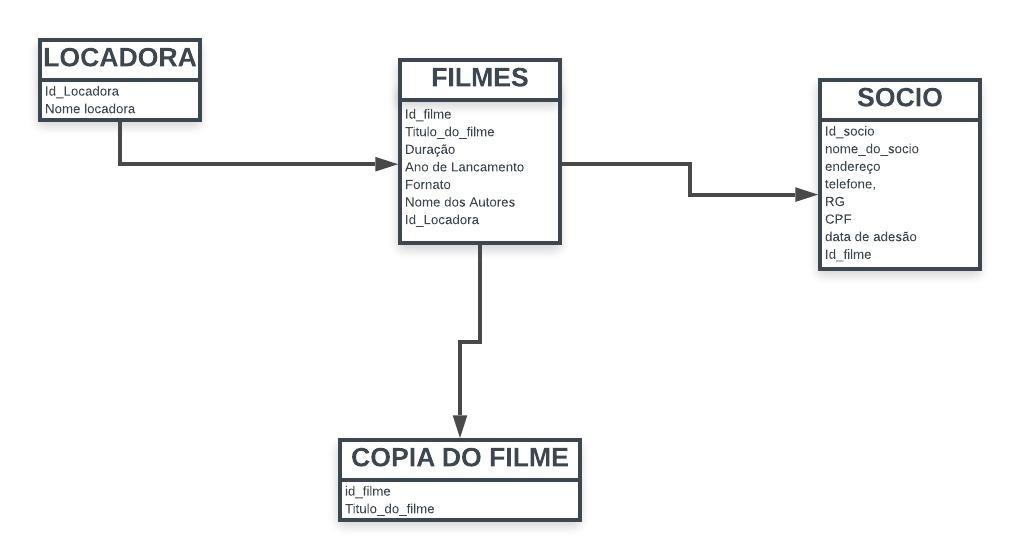 LOCADORA
Id_Locadora
Nome locadora
FILMES
Id_filme
Titulo_do_filme
Duração
Ano de Lancamento
Fornato
Nome dos Autores
Id_Locadora
SOCIO
Id_socio
nome_do_socio
endereço
telefone,
RG
CPF
data de adesão
Id_filme
COPIA DO FILME
id_filme
Titulo_do_filme